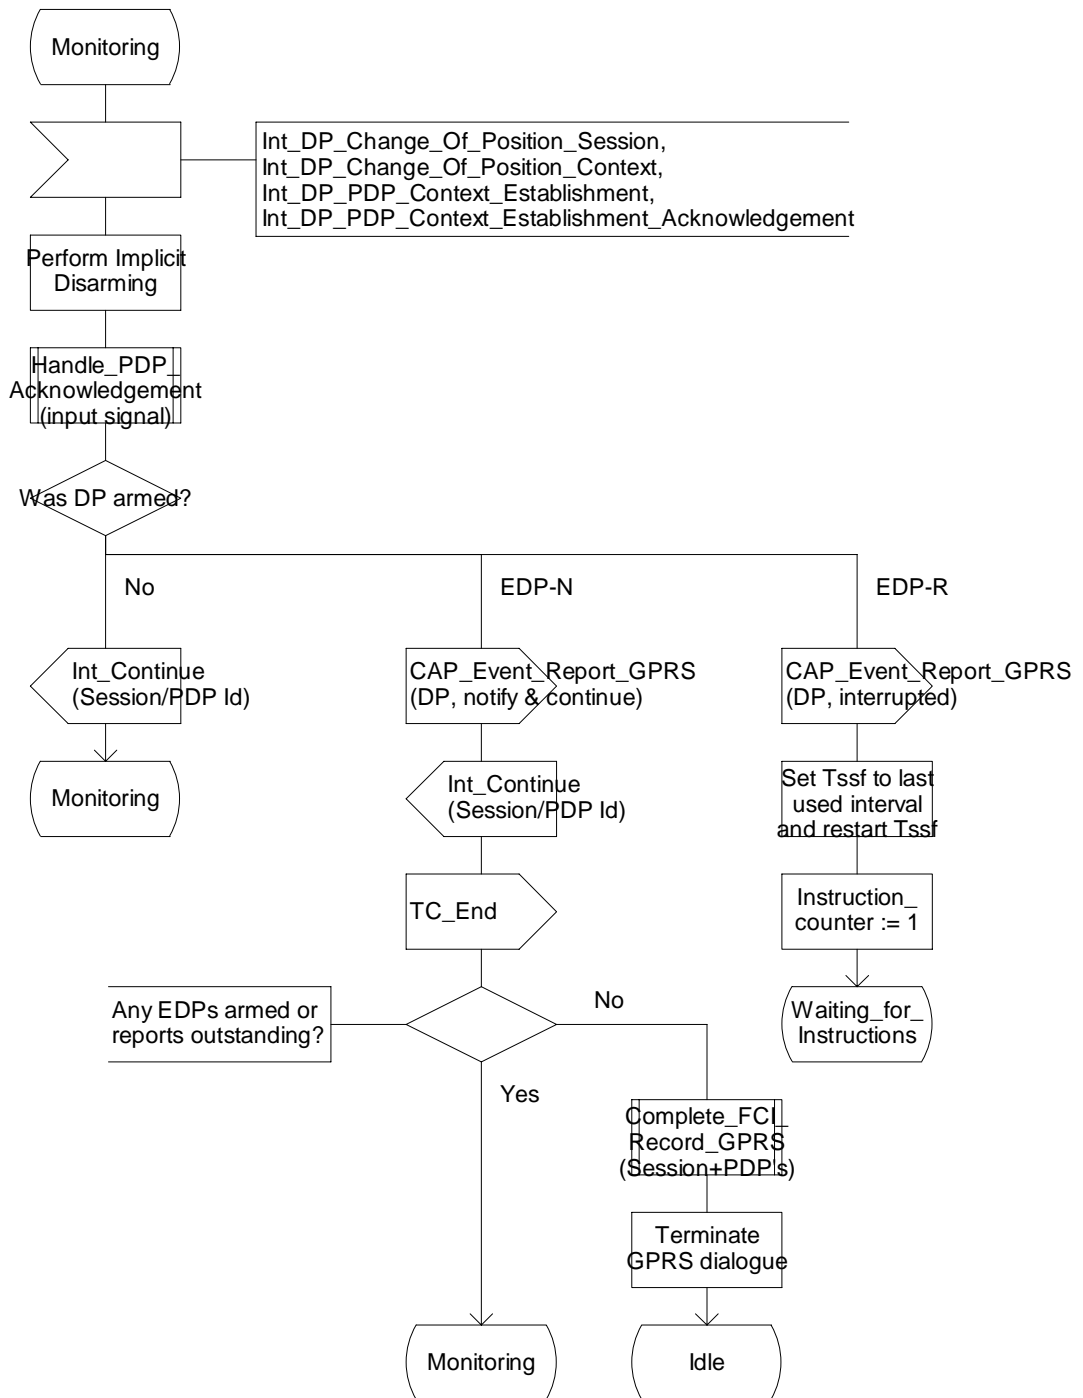 Monitoring
Int_DP_Change_Of_Position_Session,
Int_DP_Change_Of_Position_Context,
Int_DP_PDP_Context_Establishment,
Int_DP_PDP_Context_Establishment_Acknowledgement
Perform Implicit
Disarming
Handle_PDP_
Acknowledgement
(input signal)
Was DP armed?
No
EDP-N
EDP-R
Int_Continue
(Session/PDP Id)
CAP_Event_Report_GPRS
(DP, notify & continue)
CAP_Event_Report_GPRS
(DP, interrupted)
Monitoring
Int_Continue
(Session/PDP Id)
Set Tssf to last
used interval
and restart Tssf
TC_End
Instruction_
counter := 1
Any EDPs armed or
reports outstanding?
No
Yes
Waiting_for_
Instructions
Complete_FCI_
Record_GPRS
(Session+PDP's)
Terminate
GPRS dialogue
Monitoring
Idle